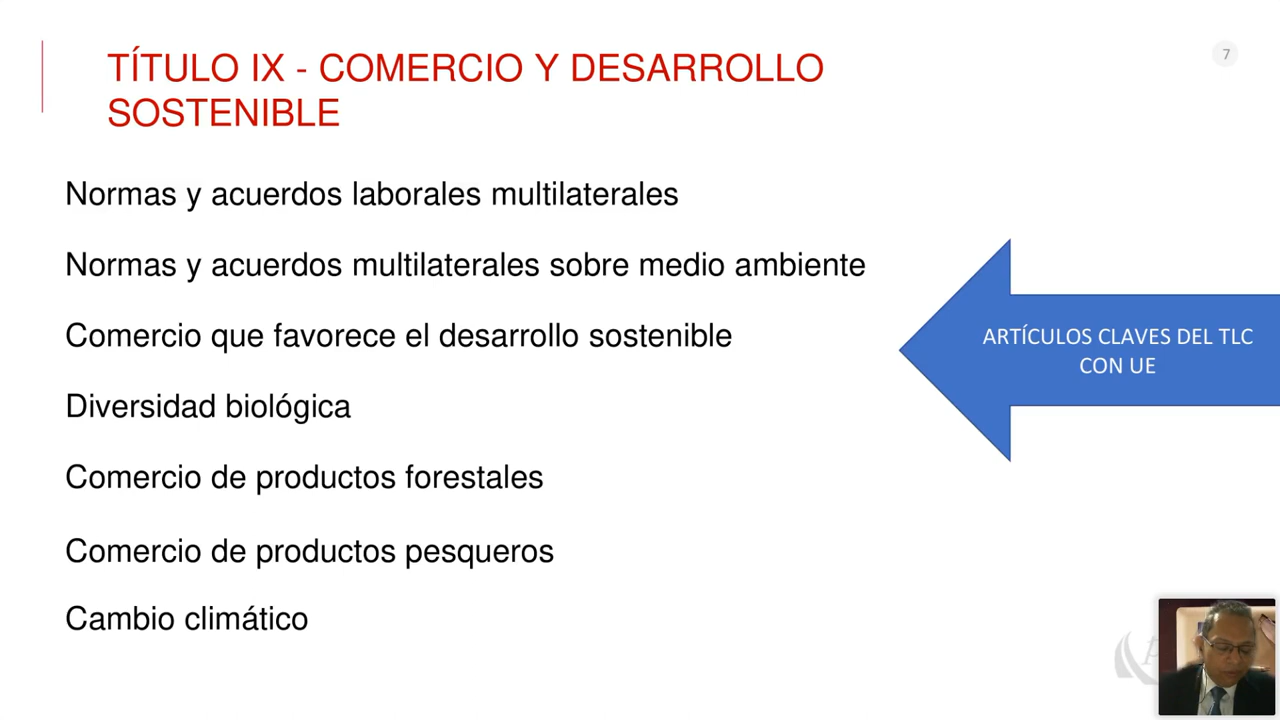 7
TÍTULO IX - COMERCIO Y DESARROLLO
SOSTENIBLE
Normas y acuerdos laborales multilaterales
Normas y acuerdos multilaterales sobre medio ambiente
Comercio que favorece el desarrollo sostenible
Diversidad biológica
Comercio de productos forestales
Comercio de productos pesqueros
Cambio climático
ARTÍCULOS CLAVES DEL TLC
CON UE